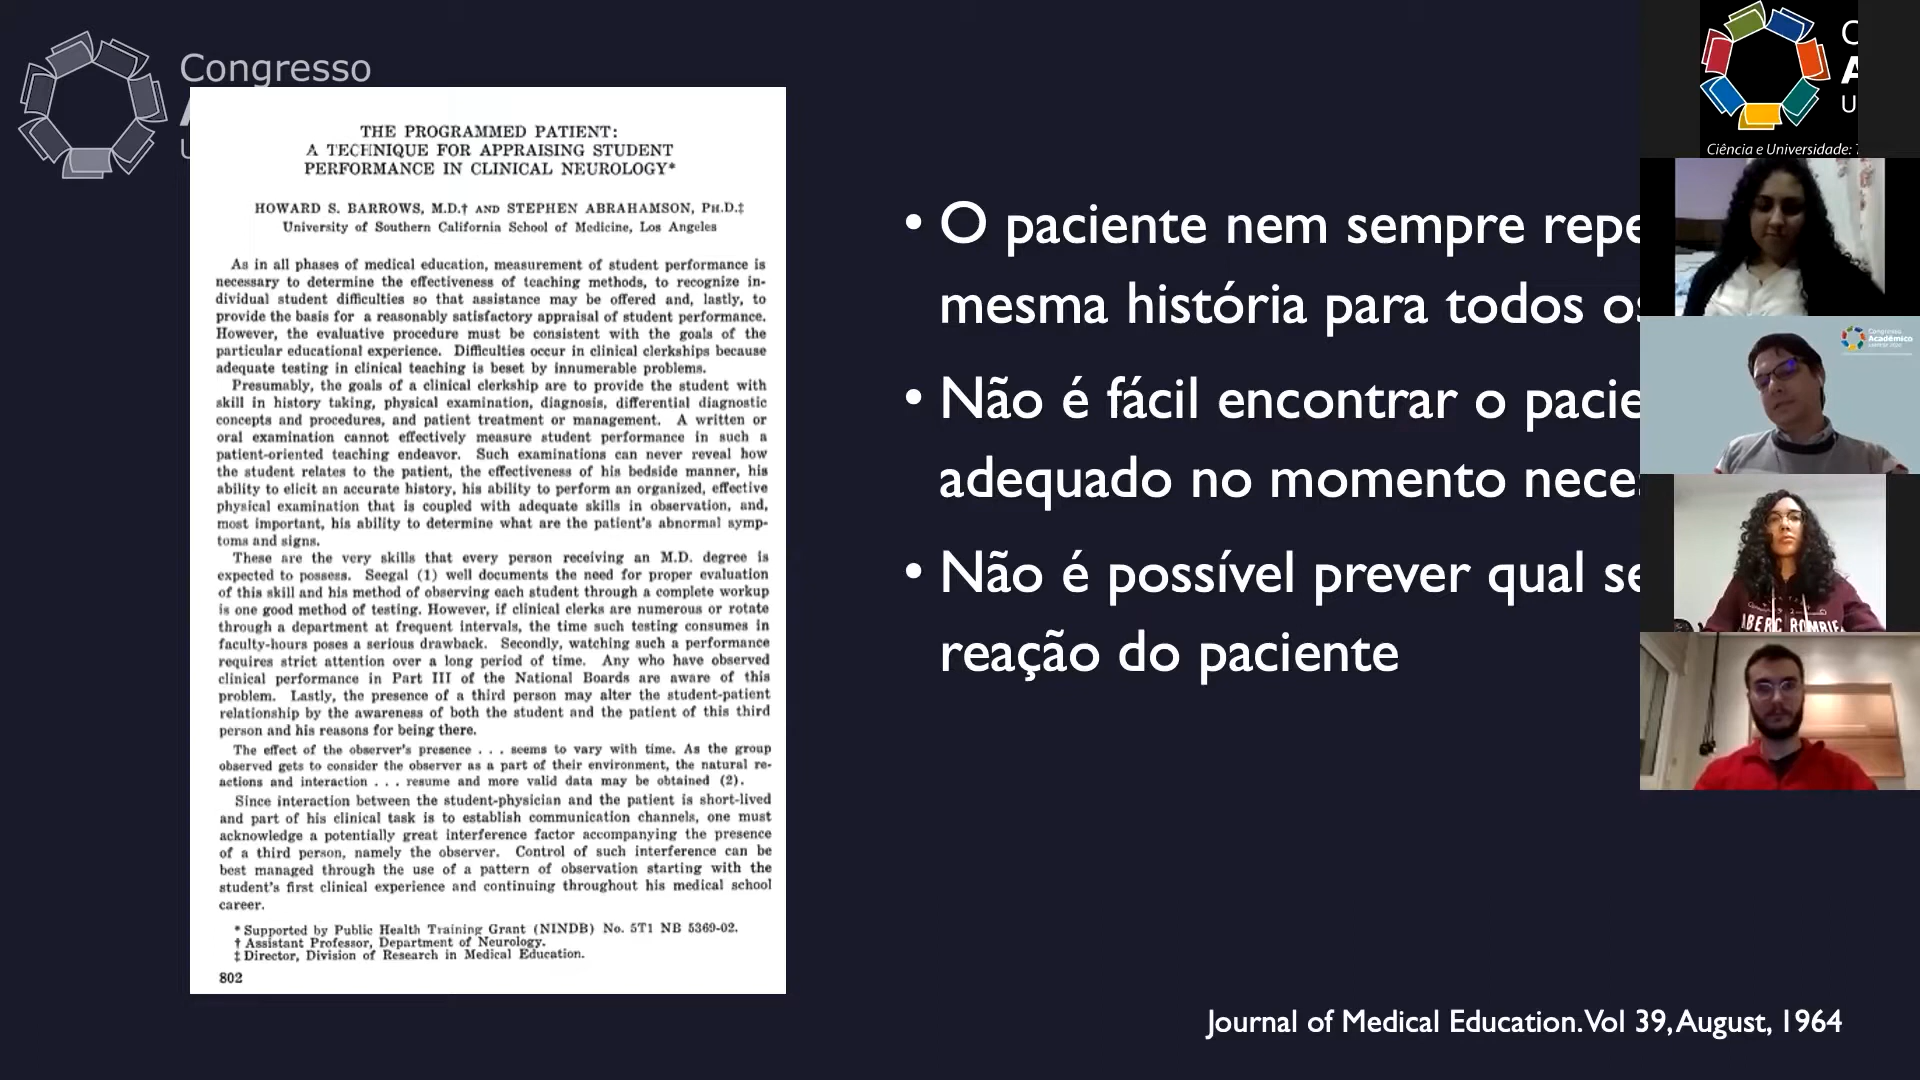 Congresso
THE PROGRAMMED PATIENT:
A TECHNIQUE FOR APPRAISING STUDENT
PERFORMANCE IN CLINICAL NEUROLOGY*
HOWARD S. BARROWS, M.D.† AND STEPHEN ABRAHAMSON, PH.D.‡
University of Southern California School of Medicine, Los Angeles
As in all phases of medical education, measurement of student performance is
necessary to determine the effectiveness of teaching methods, to recognize in-
dividual student difficulties so that assistance may be offered and, lastly, to
provide the basis for a reasonably satisfactory appraisal of student performance.
However, the evaluative procedure must be consistent with the goals of the
particular educational experience. Difficulties occur in clinical clerkships because
adequate testing in clinical teaching is beset by innumerable problems.
Presumably, the goals of a clinical clerkship are to provide the student with
skill in history taking, physical examination, diagnosis, differential diagnostic
concepts and procedures, and patient treatment or management. A written or
oral examination cannot effectively measure student performance in such a
patient-oriented teaching endeavor. Such examinations can never reveal how
the student relates to the patient, the effectiveness of his bedside manner, his
ability to elicit an accurate history, his ability to perform an organized, effective
physical examination that is coupled with adequate skills in observation, and,
most important, his ability to determine what are the patient's abnormal symp-
toms and signs.
These are the very skills that every person receiving an M.D. degree is
expected to possess. Seegal (1) well documents the need for proper evaluation
of this skill and his method of observing each student through a complete workup
is one good method of testing. However, if clinical clerks are numerous or rotate
through a department at frequent intervals, the time such testing consumes in
faculty-hours poses a serious drawback. Secondly, watching such a performance
requires strict attention over a long period of time. Any who have observed
clinical performance in Part III of the National Boards are aware of this
problem. Lastly, the presence of a third person may alter the student-patient
relationship by the awareness of both the student and the patient of this third
person and his reasons for being there.
The effect of the observer's presence . . . seems to vary with time. As the group
observed gets to consider the observer as a part of their environment, the natural re-
actions and interaction . . . resume and more valid data may be obtained (2).
Since interaction between the student-physician and the patient is short-lived
and part of his clinical task is to establish communication channels, one must
acknowledge a potentially great interference factor accompanying the presence
of a third person, namely the observer. Control of such interference can be
best managed through the use of a pattern of observation starting with the
student's first clinical experience and continuing throughout his medical school
career.
* Supported by Public Health Training Grant (NINDB) No. 5T1 NB 5369-02.
† Assistant Professor, Department of Neurology.
‡ Director, Division of Research in Medical Education.
802
• O paciente nem sempre repe
mesma história para todos os
• Não é fácil encontrar o pacie
adequado no momento neces
• Não é possível prever qual se
reação do paciente
Journal of Medical Education. Vol 39, August, 1964
C
A
U
Ciência e Universidade:
Congresso
Acadêmico
ABERCROMBIE